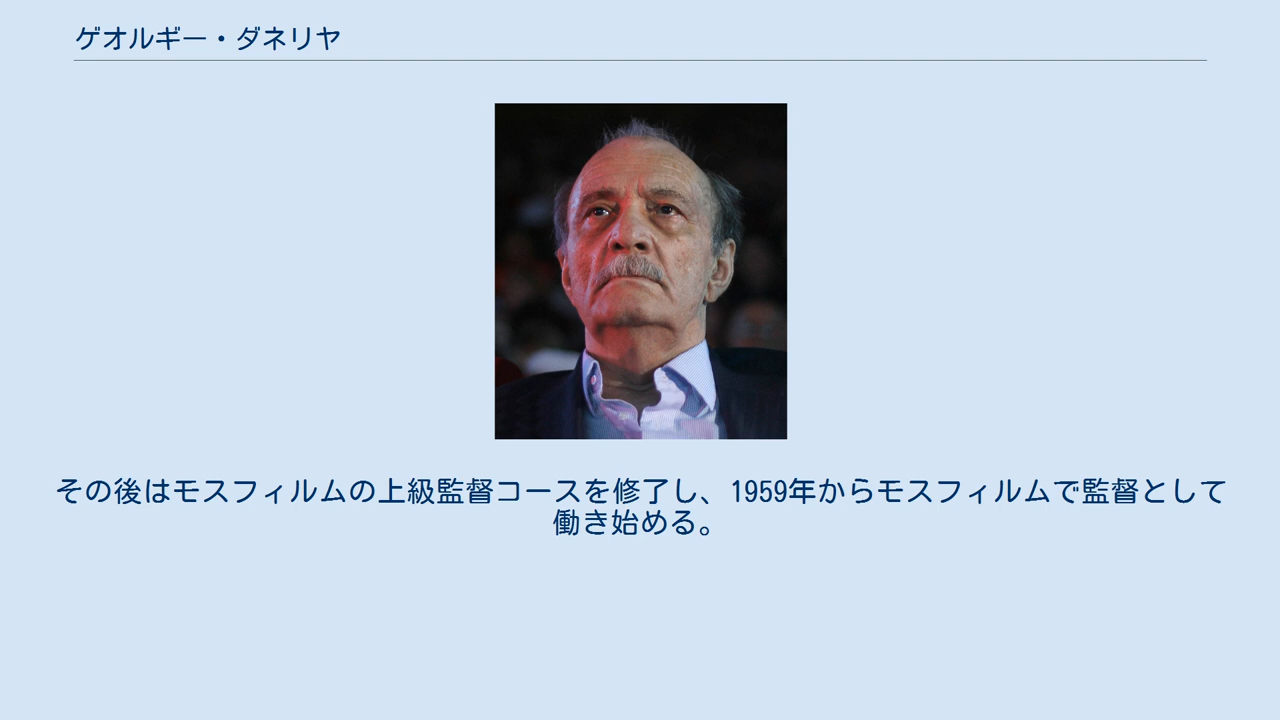 ゲオルギー・ダネリヤ
その後はモスフィルムの上級監督コースを修了し、1959年からモスフィルムで監督として
働き始める。